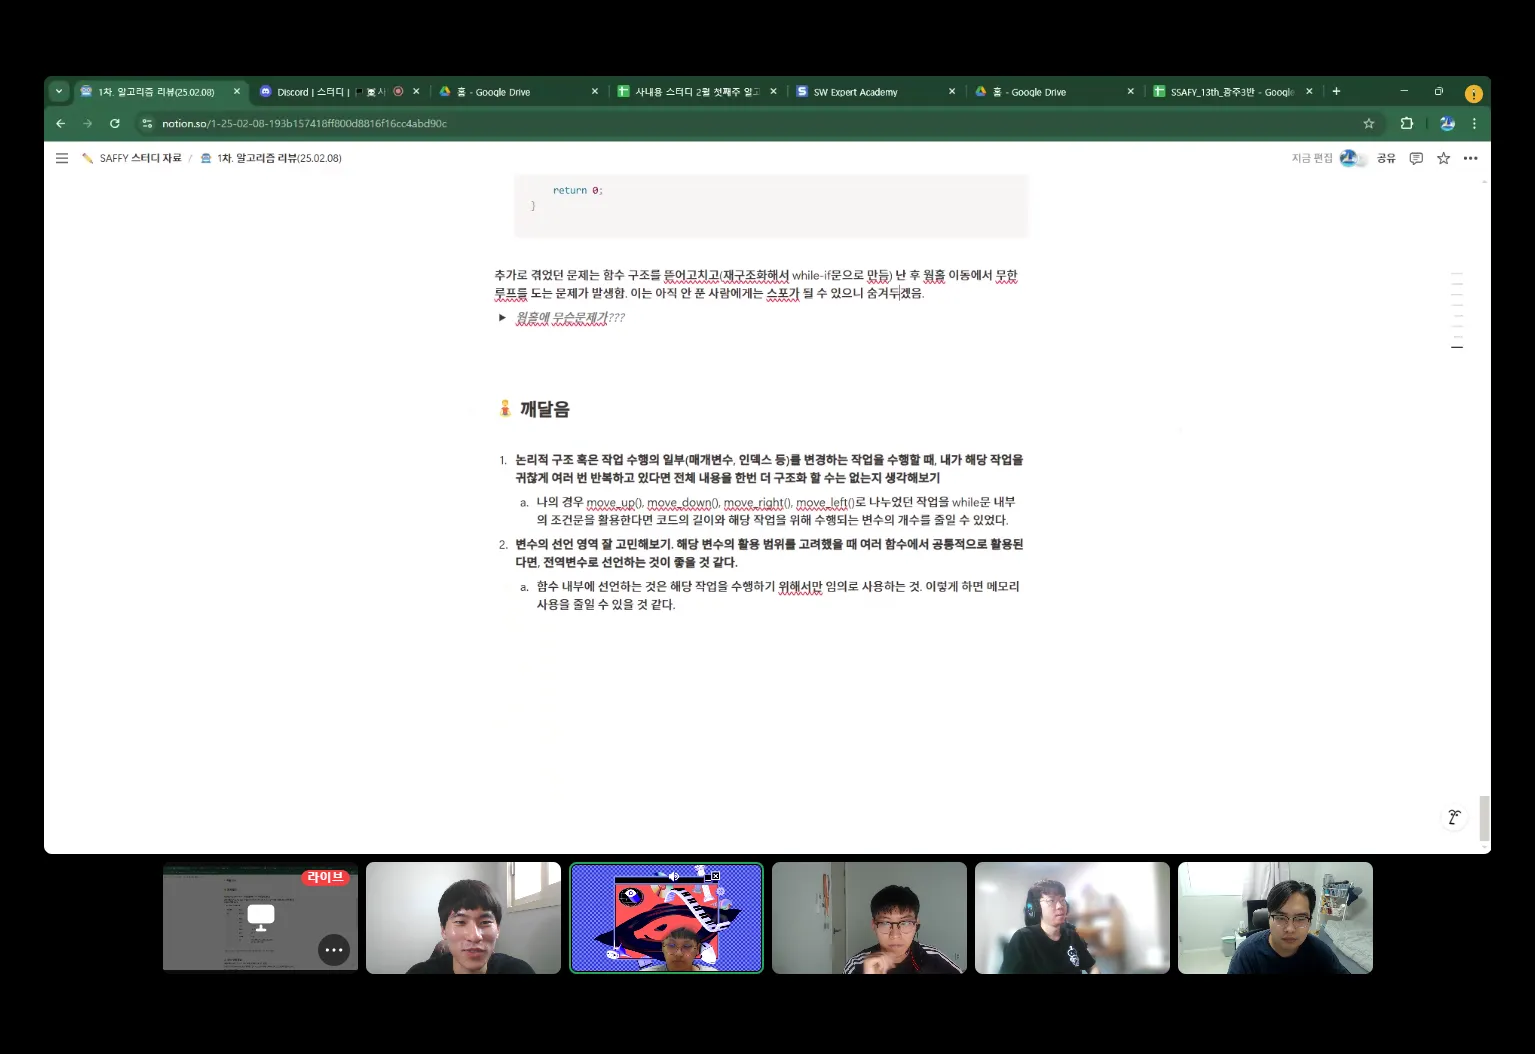 1차. 알고리즘 리뷰(25.02.08)
Discord | 스터디 |
홈 - Google Drive
사내용 스터디 2월 첫째주 알고
SW Expert Academy
홈 - Google Drive
SSAFY_13th_광주3반 - Googl
notion.so/1-25-02-08-193b157418ff800d8816f16cc4abd90c
SAFFY 스터디 자료 / 1차. 알고리즘 리뷰(25.02.08)
지금 편집
공유
return 0;
}
추가로 겪었던 문제는 함수 구조를 뜯어고치고(재구조화해서 while-if문으로 만듦) 난 후 웜홀 이동에서 무한
루프를 도는 문제가 발생함. 이는 아직 안 푼 사람에게는 스포가 될 수 있으니 숨겨두겠음.
웜홀에 무슨문제가???
깨달음
1. 논리적 구조 혹은 작업 수행의 일부(매개변수, 인덱스 등)를 변경하는 작업을 수행할 때, 내가 해당 작업을
귀찮게 여러 번 반복하고 있다면 전체 내용을 한번 더 구조화 할 수는 없는지 생각해보기
a. 나의 경우 move_up(), move_down(), move_right(), move_left()로 나누었던 작업을 while문 내부
의 조건문을 활용한다면 코드의 길이와 해당 작업을 위해 수행되는 변수의 개수를 줄일 수 있었다.
2. 변수의 선언 영역 잘 고민해보기. 해당 변수의 활용 범위를 고려했을 때 여러 함수에서 공통적으로 활용된
다면, 전역변수로 선언하는 것이 좋을 것 같다.
a. 함수 내부에 선언하는 것은 해당 작업을 수행하기 위해서만 임의로 사용하는 것. 이렇게 하면 메모리
사용을 줄일 수 있을 것 같다.
라이브